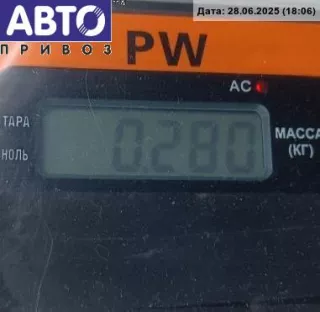 АВТО
ПРИВОЗ
Дата: 28.06.2025 (18:06)
PW
AC
ТАРА
НОЛЬ
0.280
МАССА
(КГ)